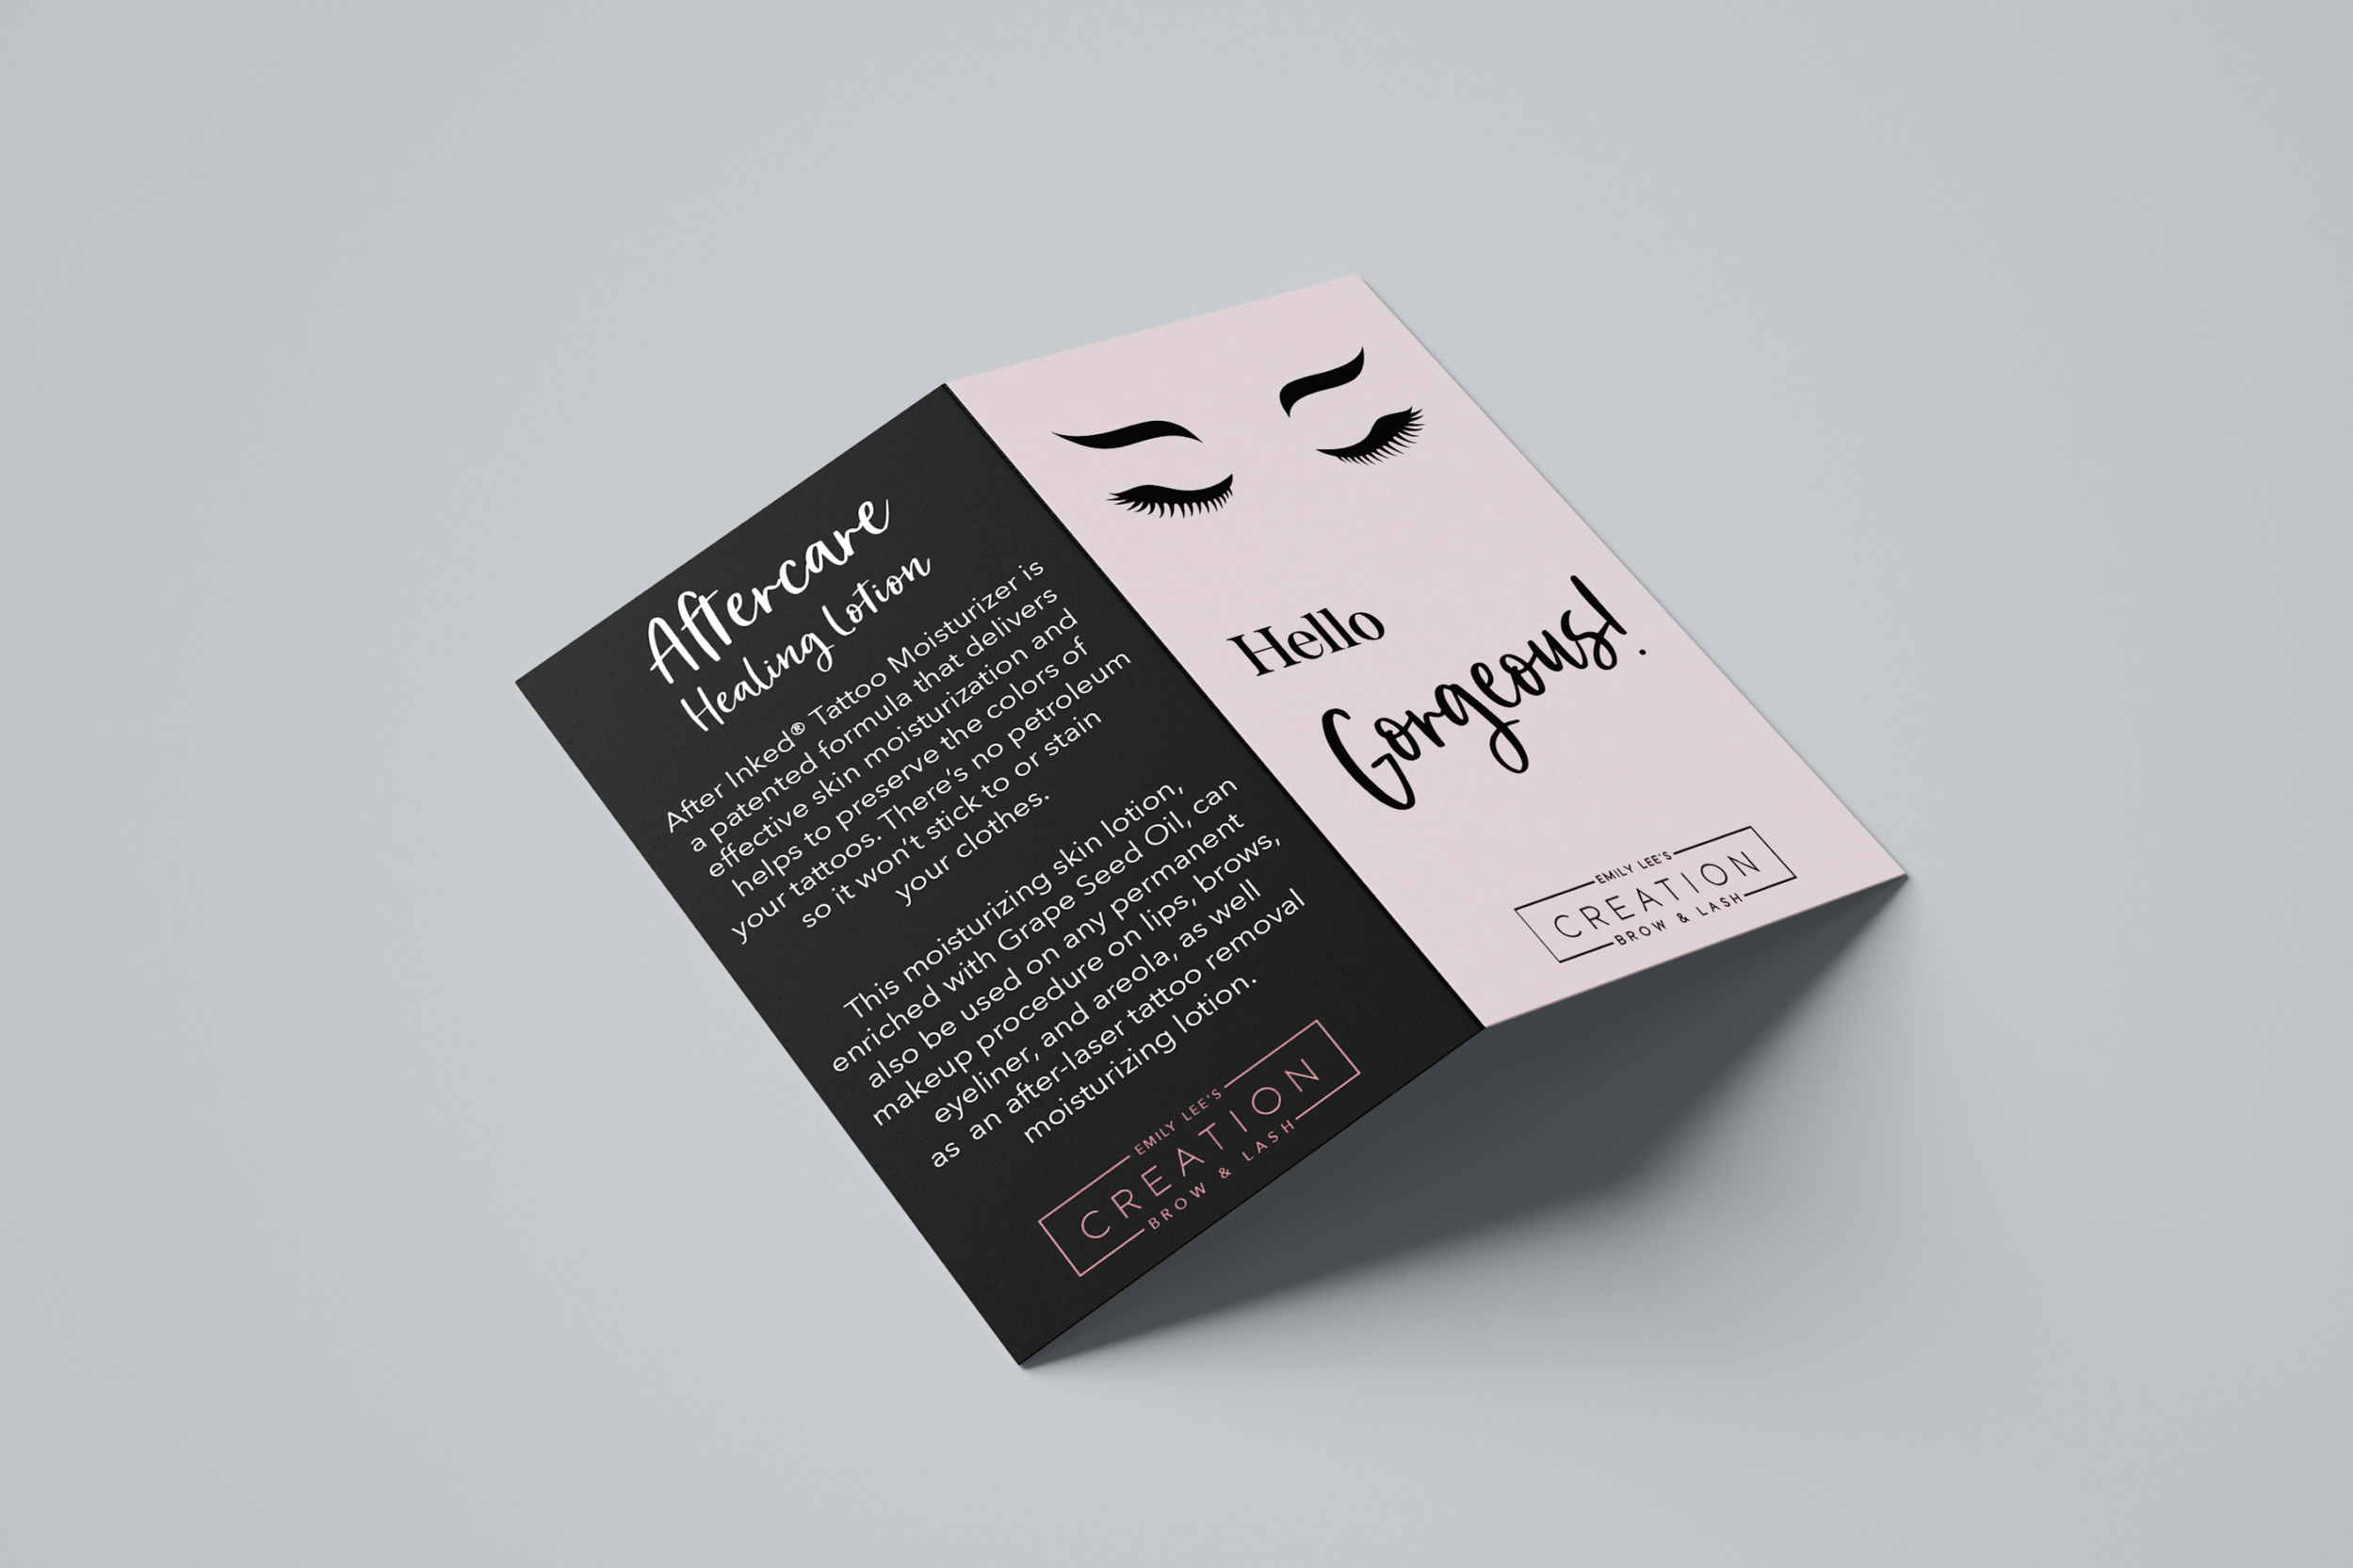 Aftercare
Healing Lotion
After Inked® Tattoo Moisturizer is
a patented formula that delivers
effective skin moisturization and
helps to preserve the colors of
your tattoos. There's no petroleum
so it won't stick to or stain
your clothes.
This moisturizing skin lotion,
enriched with Grape Seed Oil, can
also be used on any permanent
makeup procedure on lips, brows,
eyeliner, and areola, as well
as an after-laser tattoo removal
moisturizing lotion.
EMILY LEE'S
CREATION
BROW & LASH
Hello
Gorgeous!
EMILY LEE'S
CREATION
BROW & LASH